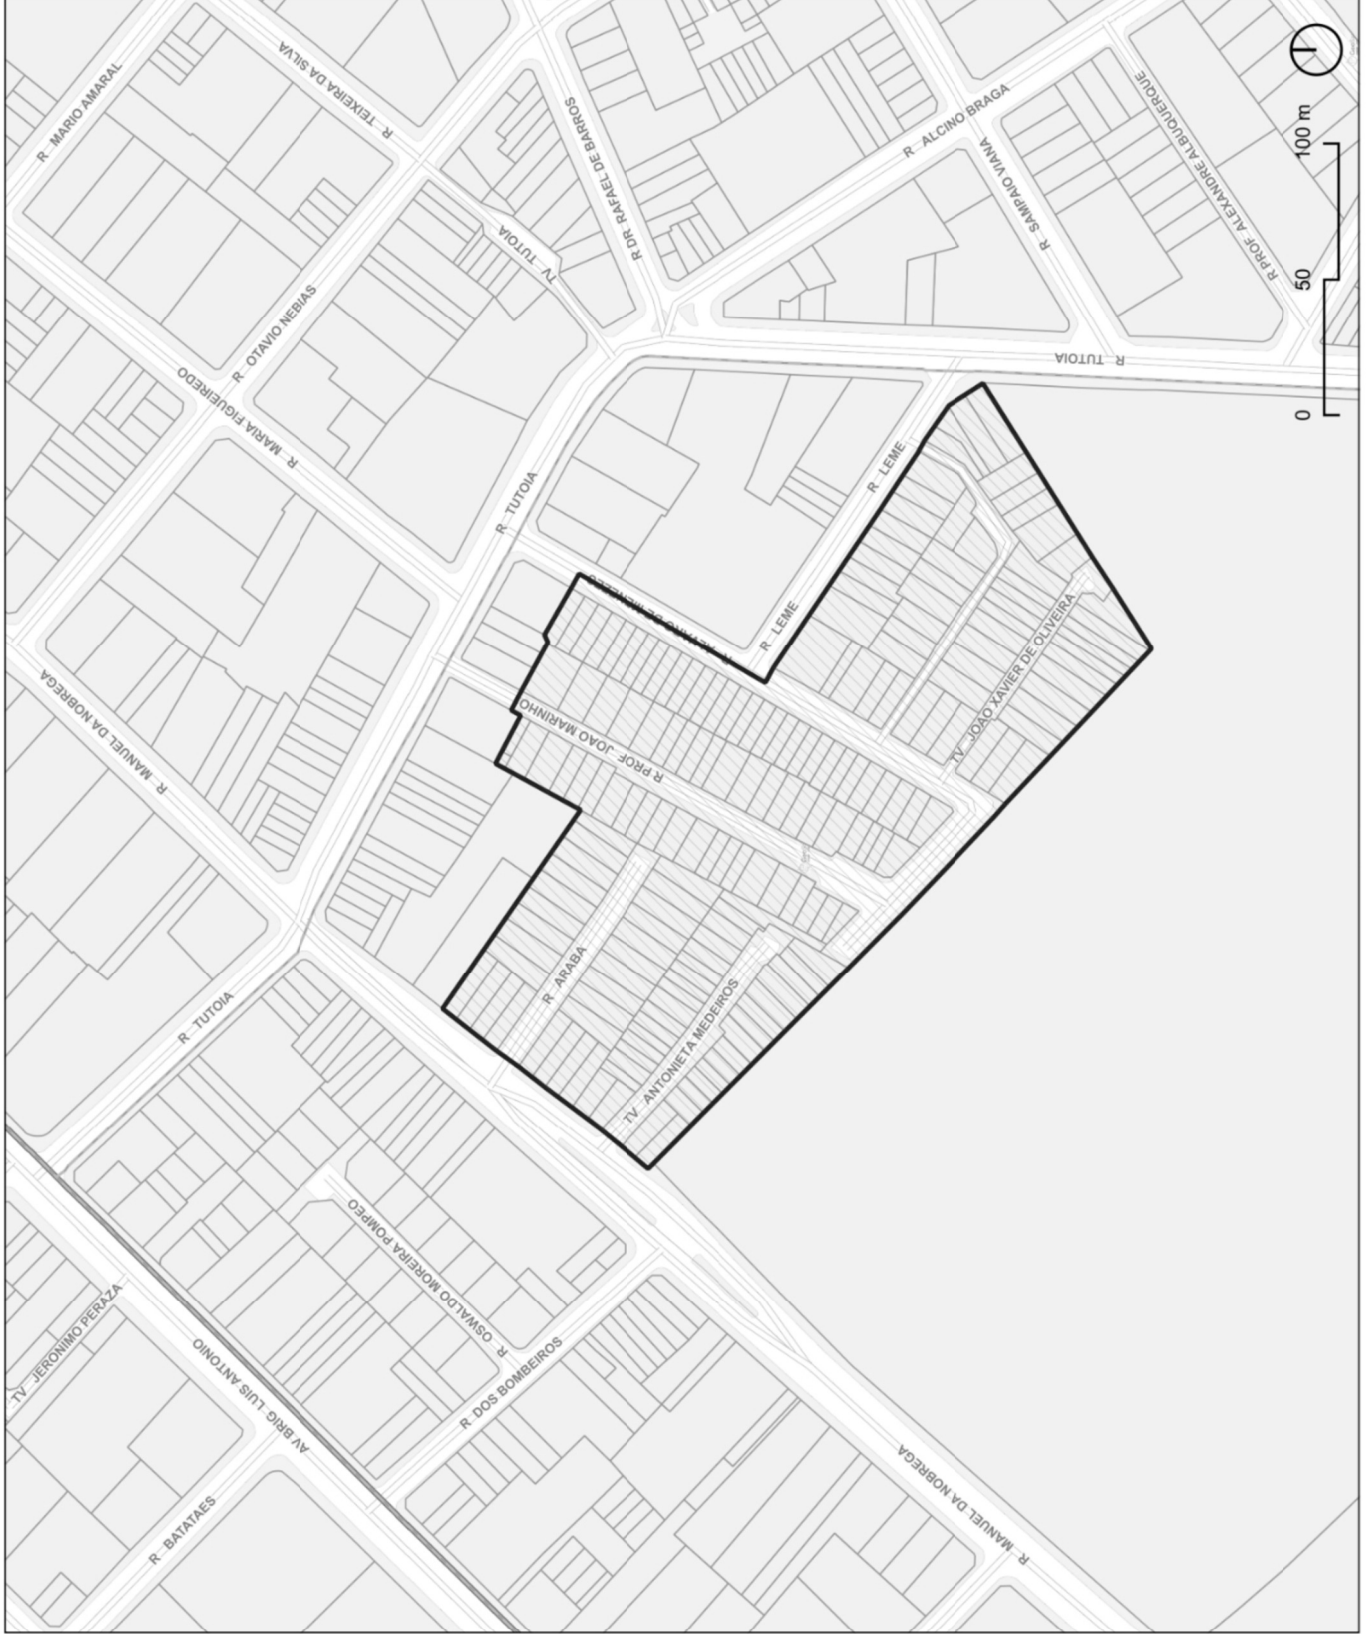 R MARIO AMARAL
R TEIXEIRA DA SILVA
R DR RAFAEL DE BARROS
R ALCINO BRAGA
R SAMPAIO VIANA
R PROF ALEXANDRE ALBUQUERQUE
R OTAVIO NEBIAS
TV TUTOIA
R MARIA FIGUEIREDO
R TUTOIA
R TUTOIA
R LEME
R LEME
R MANUEL DA NOBREGA
R PROF JOAO MARINHO
TV JOAO XAVIER DE OLIVEIRA
R TUTOIA
R ARABA
TV ANTONIETA MEDEIROS
R OSWALDO MOREIRA POMPEO
TV JERONIMO PERAZA
AV BRIG LUIS ANTONIO
R DOS BOMBEIROS
R BATATAES
R MANUEL DA NOBREGA
0 50 100 m